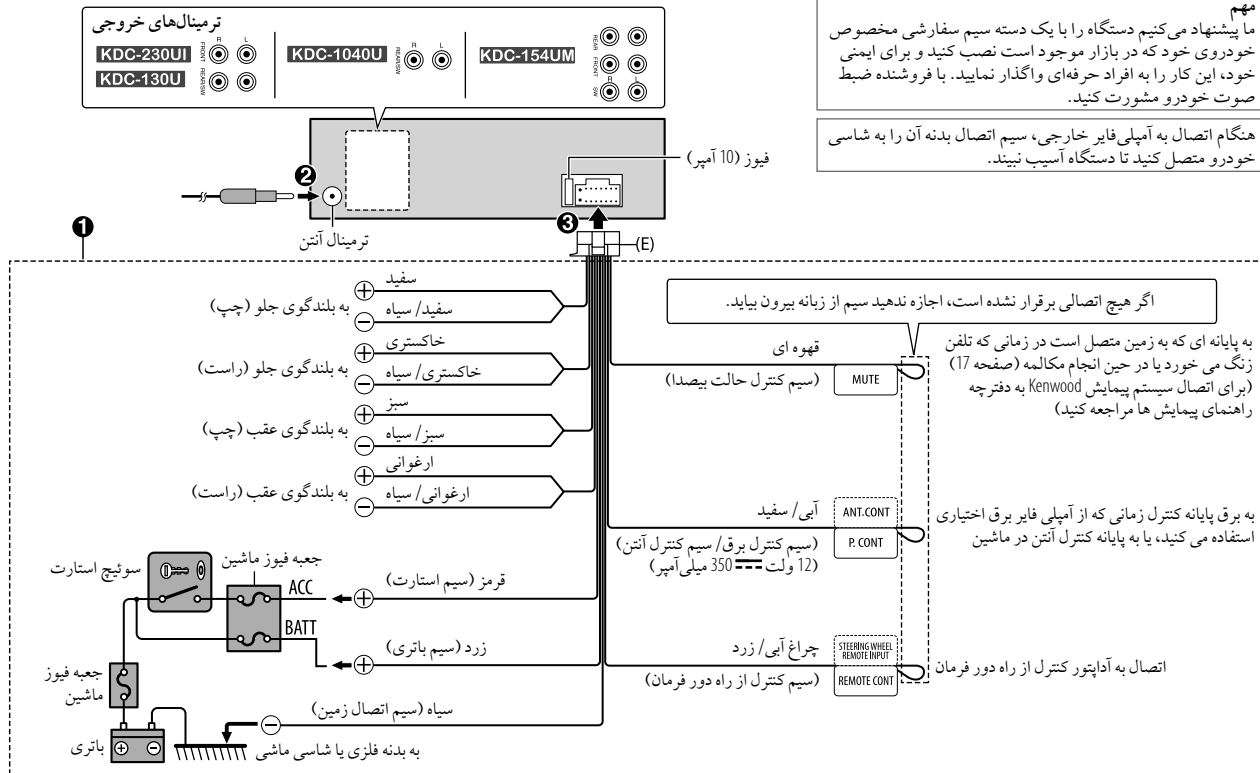 مهم
ما پیشنهاد می‌کنیم دستگاه را با یک دسته سیم سفارشی مخصوص
خودروی خود که در بازار موجود است نصب کنید و برای ایمنی
خود، این کار را به افراد حرفه‌ای واگذار نمایید. با فروشنده ضبط
صوت خودرو مشورت کنید.
هنگام اتصال به آمپلی‌فایر خارجی، سیم اتصال بدنه آن را به شاسی
خودرو متصل کنید تا دستگاه آسیب نبیند.
ترمینال‌های خروجی
KDC-230UI
KDC-130U
FRONT
REAR/SW
R L
KDC-1040U
REAR/SW
R L
KDC-154UM
REAR
FRONT
SW
R L
فیوز (10 آمپر)
2
ترمینال آنتن
3
(E)
1
سفید
سفید/ سیاه
به بلندگوی جلو (چپ)
خاکستری
خاکستری/ سیاه
به بلندگوی جلو (راست)
سبز
سبز/ سیاه
به بلندگوی عقب (چپ)
ارغوانی
ارغوانی/ سیاه
به بلندگوی عقب (راست)
اگر هیچ اتصالی برقرار نشده است، اجازه ندهید سیم از زبانه بیرون بیاید.
قهوه ای
(سیم کنترل حالت بیصدا)
MUTE
به پایانه ای که به زمین متصل است در زمانی که تلفن
زنگ می خورد یا در حین انجام مکالمه (صفحه 17)
(برای اتصال سیستم پیمایش Kenwood به دفترچه
راهنمای پیمایش ها مراجعه کنید)
آبی/ سفید
(سیم کنترل برق/ سیم کنترل آنتن)
(12 ولت ⎓ 350 میلی‌آمپر)
ANT.CONT
P. CONT
به برق پایانه کنترل زمانی که از آمپلی فایر برق اختیاری
استفاده می کنید، یا به پایانه کنترل آنتن در ماشین
چراغ آبی/ زرد
(سیم کنترل از راه دور فرمان)
STEERING WHEEL
REMOTE INPUT
REMOTE CONT
اتصال به آداپتور کنترل از راه دور فرمان
سوئیچ استارت
جعبه فیوز ماشین
ACC
قرمز (سیم استارت)
BATT
زرد (سیم باتری)
جعبه فیوز
ماشین
سیاه (سیم اتصال زمین)
باتری
به بدنه فلزی یا شاسی ماشی